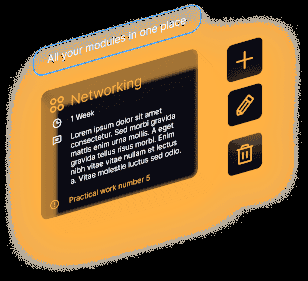 All your modules in one place
Networking
1 Week
Lorem ipsum dolor sit amet
consectetur. Sed morbi gravida
mattis enim urna mollis. A eget
gravida tellus risus morbi. Enim
nibh vitae vitae nullam et lectus
a. Vitae molestie luctus sed odio.
Practical work number 5